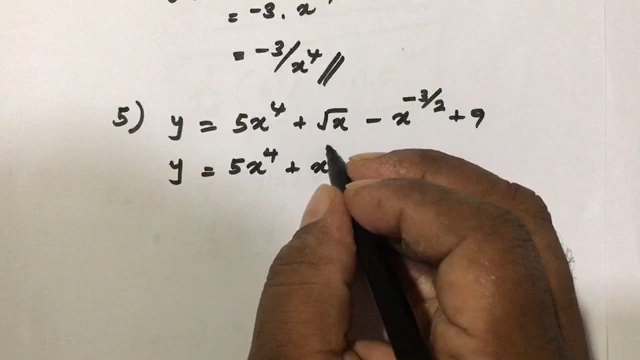 = -3 . x
= -3/x⁴ //
5) y = 5x⁴ + √x - x^(-3/2) + 9
y = 5x⁴ + x